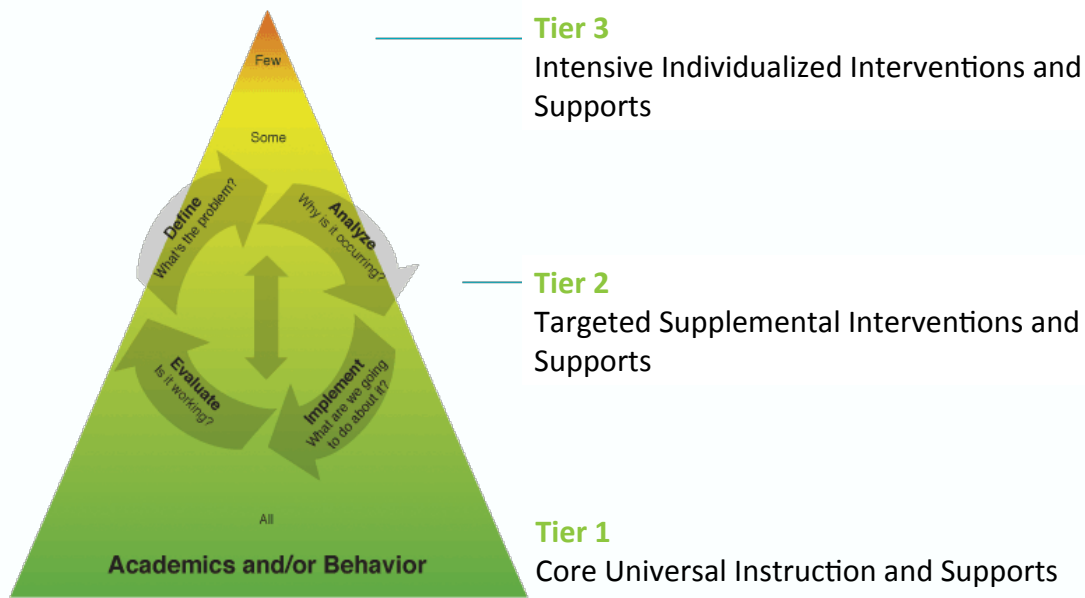 Tier 3
Intensive Individualized Interventions and
Supports
Few
Some
Define
What's the problem?
Analyze
Why is it occurring?
Tier 2
Targeted Supplemental Interventions and
Supports
Evaluate
Is it working?
Implement
What are we going
to do about it?
All
Academics and/or Behavior
Tier 1
Core Universal Instruction and Supports